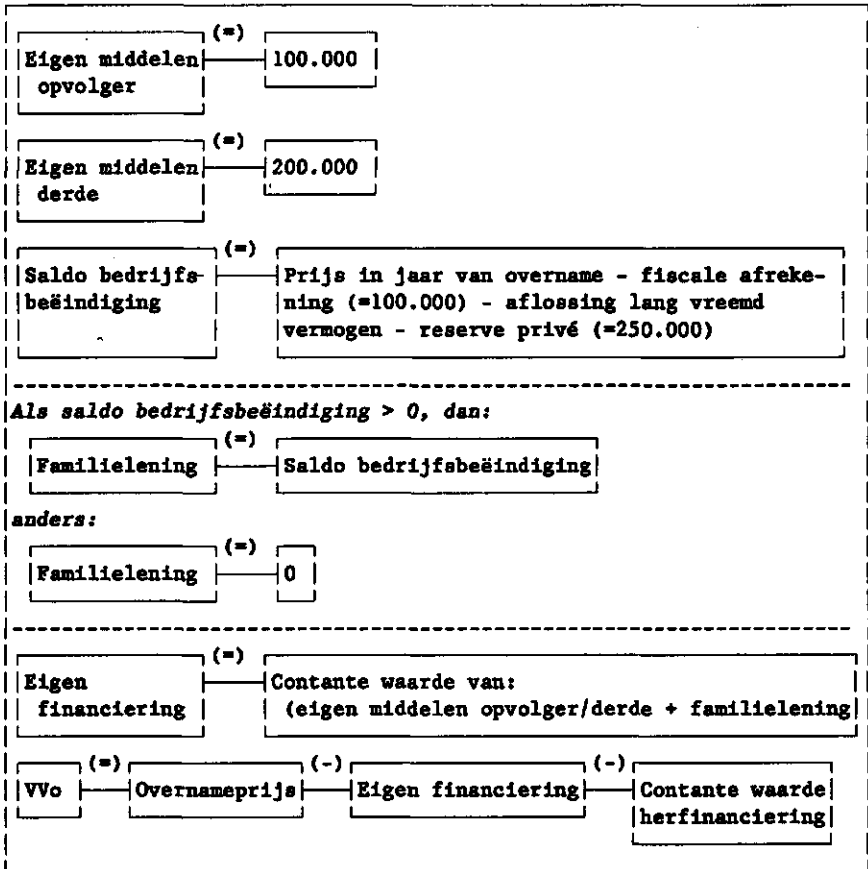 (=)
Eigen middelen 100.000
opvolger
(=)
Eigen middelen 200.000
derde
(=)
Saldo bedrijfs- Prijs in jaar van overname - fiscale afreke-
beëindiging ning (=100.000) - aflossing lang vreemd
vermogen - reserve privé (=250.000)
Als saldo bedrijfsbeëindiging > 0, dan:
(=)
Familielening Saldo bedrijfsbeëindiging
anders:
(=)
Familielening 0
(=)
Eigen Contante waarde van:
financiering (eigen middelen opvolger/derde + familielening
(=) (-) (-)
VVo Overnameprijs Eigen financiering Contante waarde
herfinanciering